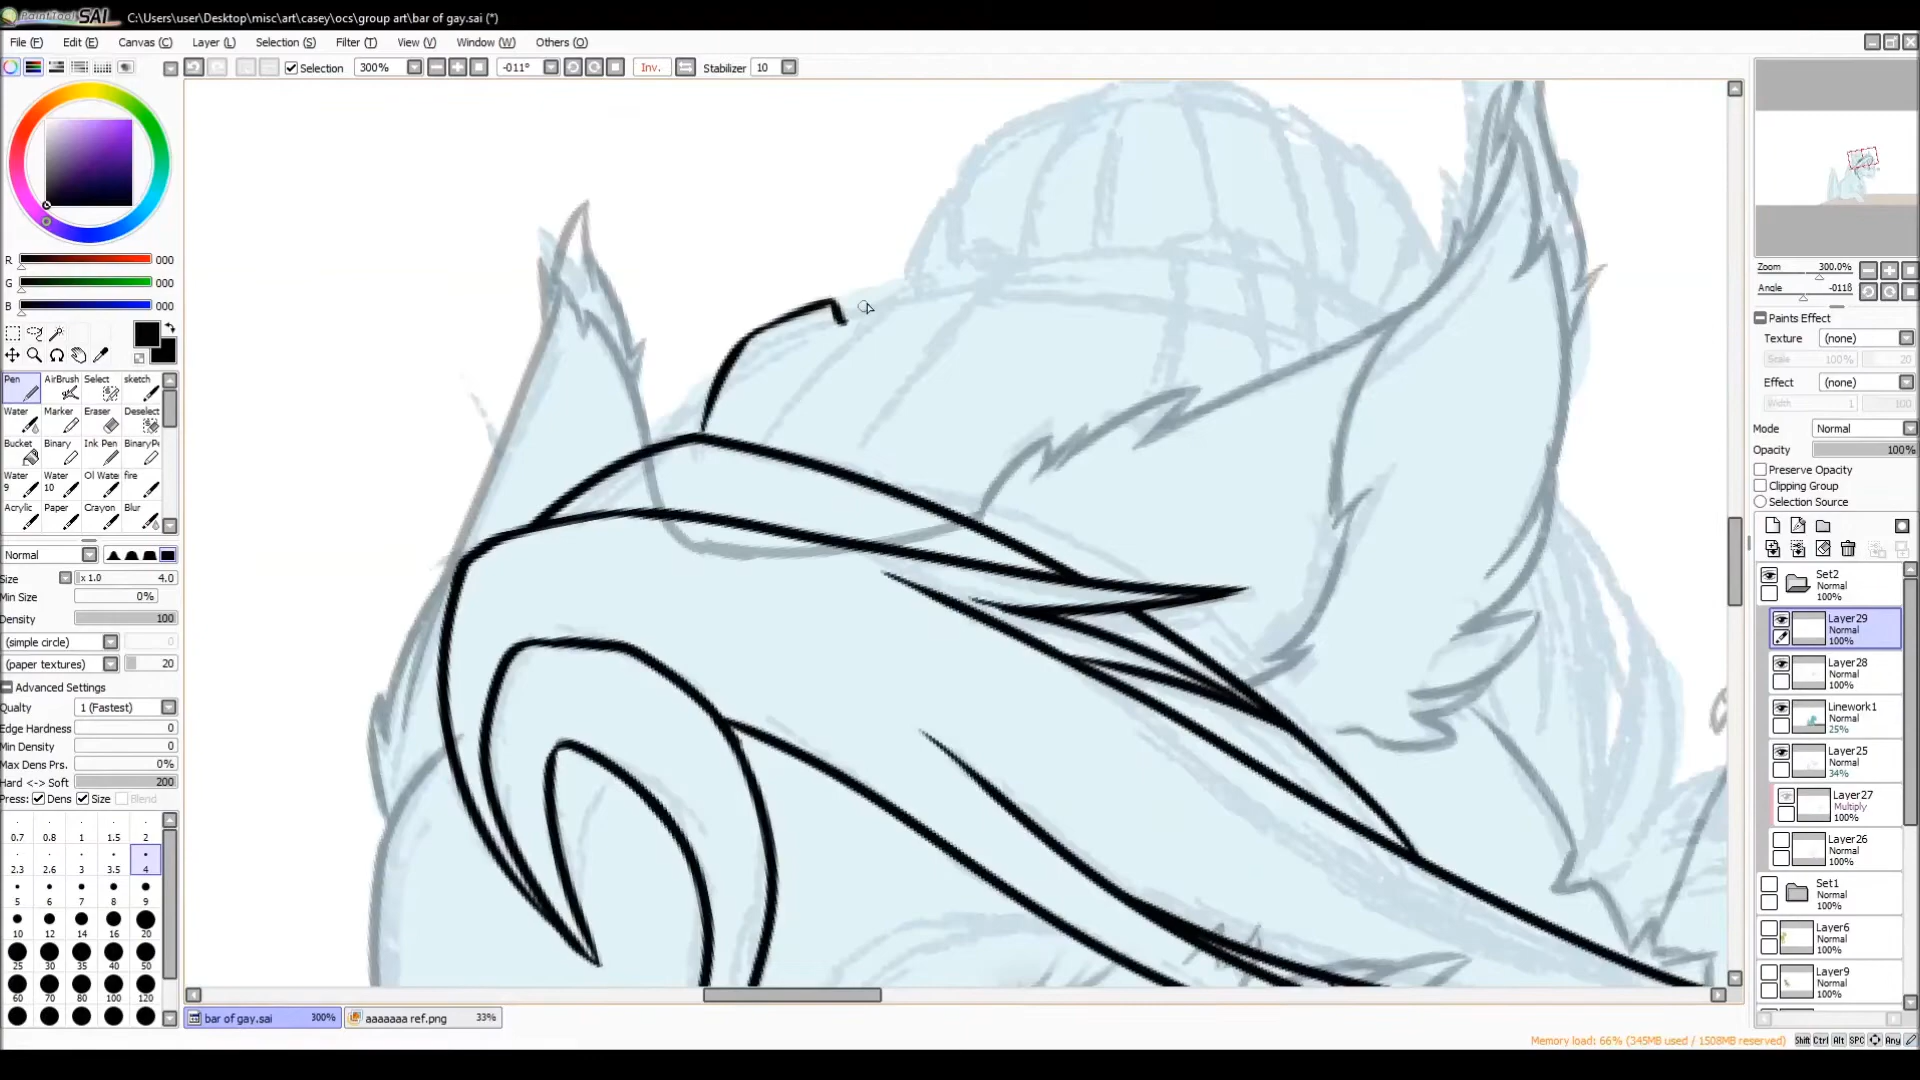 PaintTool SAI C:\Users\user\Desktop\misc\art\casey\ocs\group art\bar of gay.sai (*)
File (F) Edit (E) Canvas (C) Layer (L) Selection (S) Filter (T) View (V) Window (W) Others (O)
Selection 300% -011° Inv. Stabilizer 10
R 000
G 000
B 000
Pen AirBrush Select sketch
Water Marker Eraser Deselect
Bucket Binary Ink Pen BinaryPe
Water 9 Water 10 Ol Wate fire
Acrylic Paper Crayon Blur
Normal
Size x 1.0 4.0
Min Size 0%
Density 100
(simple circle) 0
(paper textures) 20
Advanced Settings
Qualty 1 (Fastest)
Edge Hardness 0
Min Density 0
Max Dens Prs. 0%
Hard <-> Soft 200
Press: Dens Size Blend
0.7 0.8 1 1.5 2
2.3 2.6 3 3.5 4
5 6 7 8 9
10 12 14 16 20
25 30 35 40 50
60 70 80 100 120
Zoom 300.0%
Angle -011ß
Paints Effect
Texture (none)
Scale 100% 20
Effect (none)
Width 1 100
Mode Normal
Opacity 100%
Preserve Opacity
Clipping Group
Selection Source
Set2
Normal
100%
Layer29
Normal
100%
Layer28
Normal
100%
Linework1
Normal
25%
Layer25
Normal
34%
Layer27
Multiply
100%
Layer26
Normal
100%
Set1
Normal
100%
Layer6
Normal
100%
Layer9
Normal
100%
bar of gay.sai 300% aaaaaaa ref.png 33%
Memory load: 66% (345MB used / 1508MB reserved) Shift Ctrl Alt SPC Any